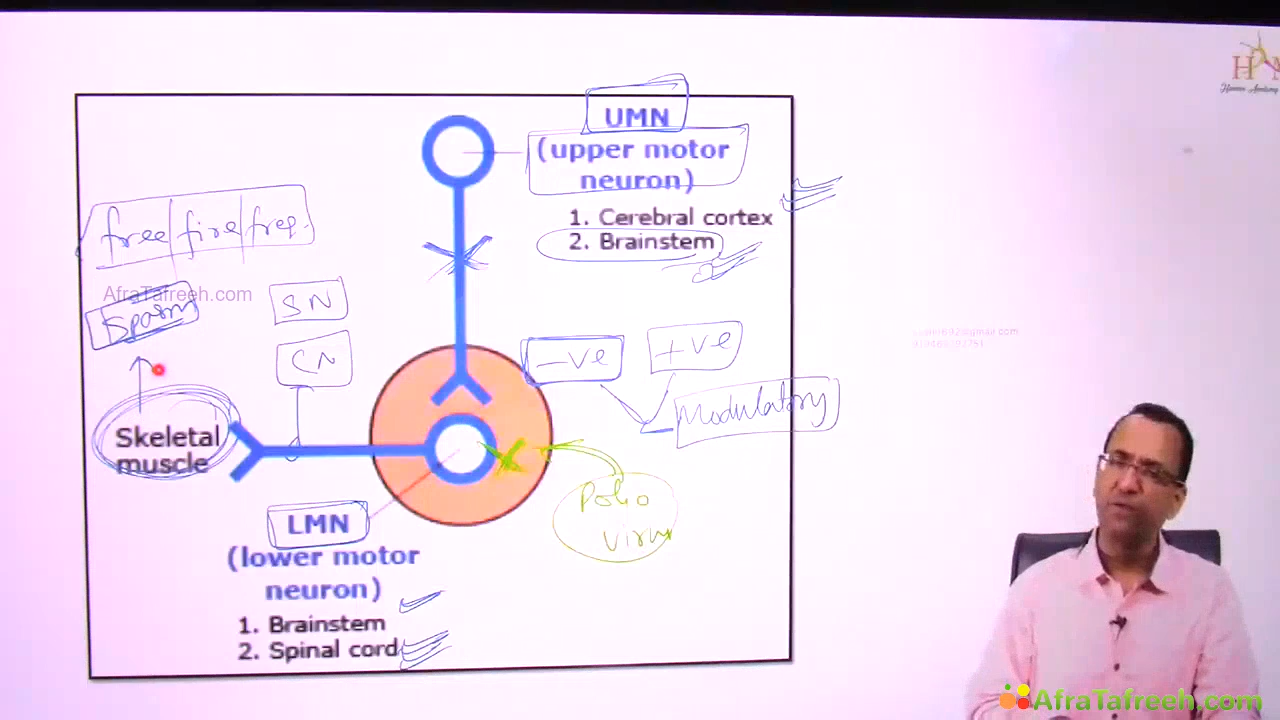 UMN
(upper motor
neuron)
1. Cerebral cortex
2. Brainstem
free/fire/freq.
AfraTafreeh.com
Spasm
SN
CN
-ve
+ve
Modulatory
Skeletal
muscle
Polio
Virus
LMN
(lower motor
neuron)
1. Brainstem
2. Spinal cord
AfraTafreeh.com